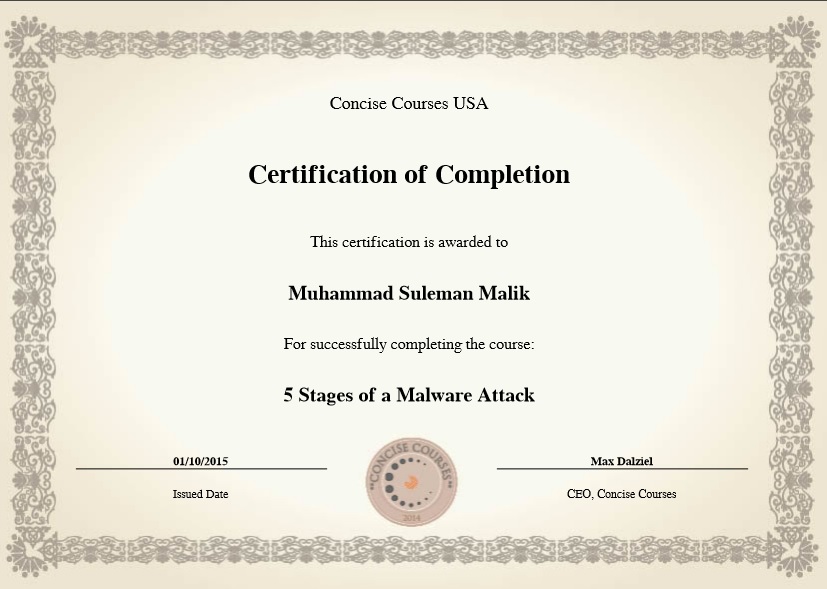 Concise Courses USA
Certification of Completion
This certification is awarded to
Muhammad Suleman Malik
For successfully completing the course:
5 Stages of a Malware Attack
01/10/2015
Issued Date
CONCISE COURSES
2014
Max Dalziel
CEO, Concise Courses